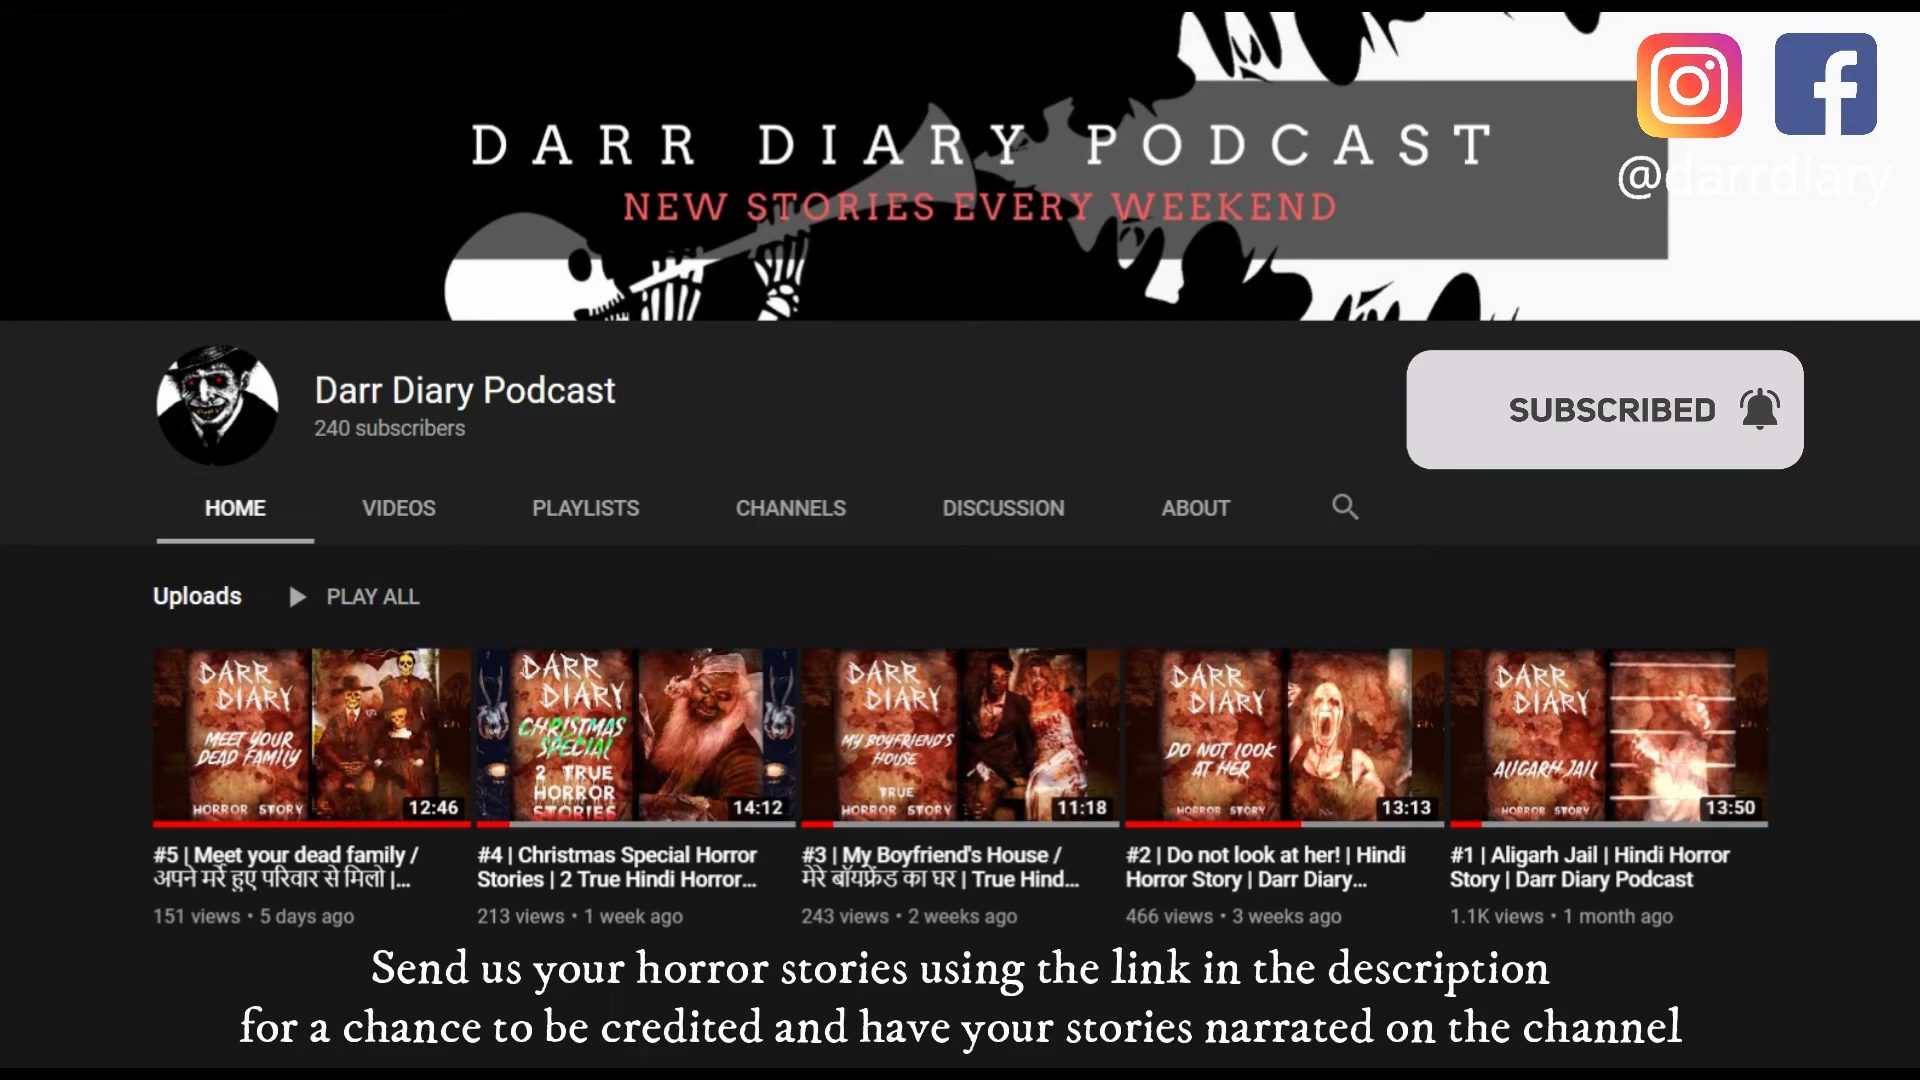 DARR DIARY PODCAST
NEW STORIES EVERY WEEKEND
@darrdiary
Darr Diary Podcast
240 subscribers
SUBSCRIBED
HOME VIDEOS PLAYLISTS CHANNELS DISCUSSION ABOUT
Uploads PLAY ALL
DARR
DIARY
MEET YOUR
DEAD FAMILY
HORROR STORY
12:46
#5 | Meet your dead family /
अपने मरे हुए परिवार से मिलो |...
151 views • 5 days ago
DARR
DIARY
CHRISTMAS
SPECIAL
2 TRUE
HORROR
STORIES
14:12
#4 | Christmas Special Horror
Stories | 2 True Hindi Horror...
213 views • 1 week ago
DARR
DIARY
MY BOYFRIEND'S
HOUSE
TRUE
HORROR STORY
11:18
#3 | My Boyfriend's House /
मेरे बॉयफ्रेंड का घर | True Hind...
243 views • 2 weeks ago
DARR
DIARY
DO NOT LOOK
AT HER
HORROR STORY
13:13
#2 | Do not look at her! | Hindi
Horror Story | Darr Diary...
466 views • 3 weeks ago
DARR
DIARY
ALIGARH JAIL
HORROR STORY
13:50
#1 | Aligarh Jail | Hindi Horror
Story | Darr Diary Podcast
1.1K views • 1 month ago
Send us your horror stories using the link in the description
for a chance to be credited and have your stories narrated on the channel